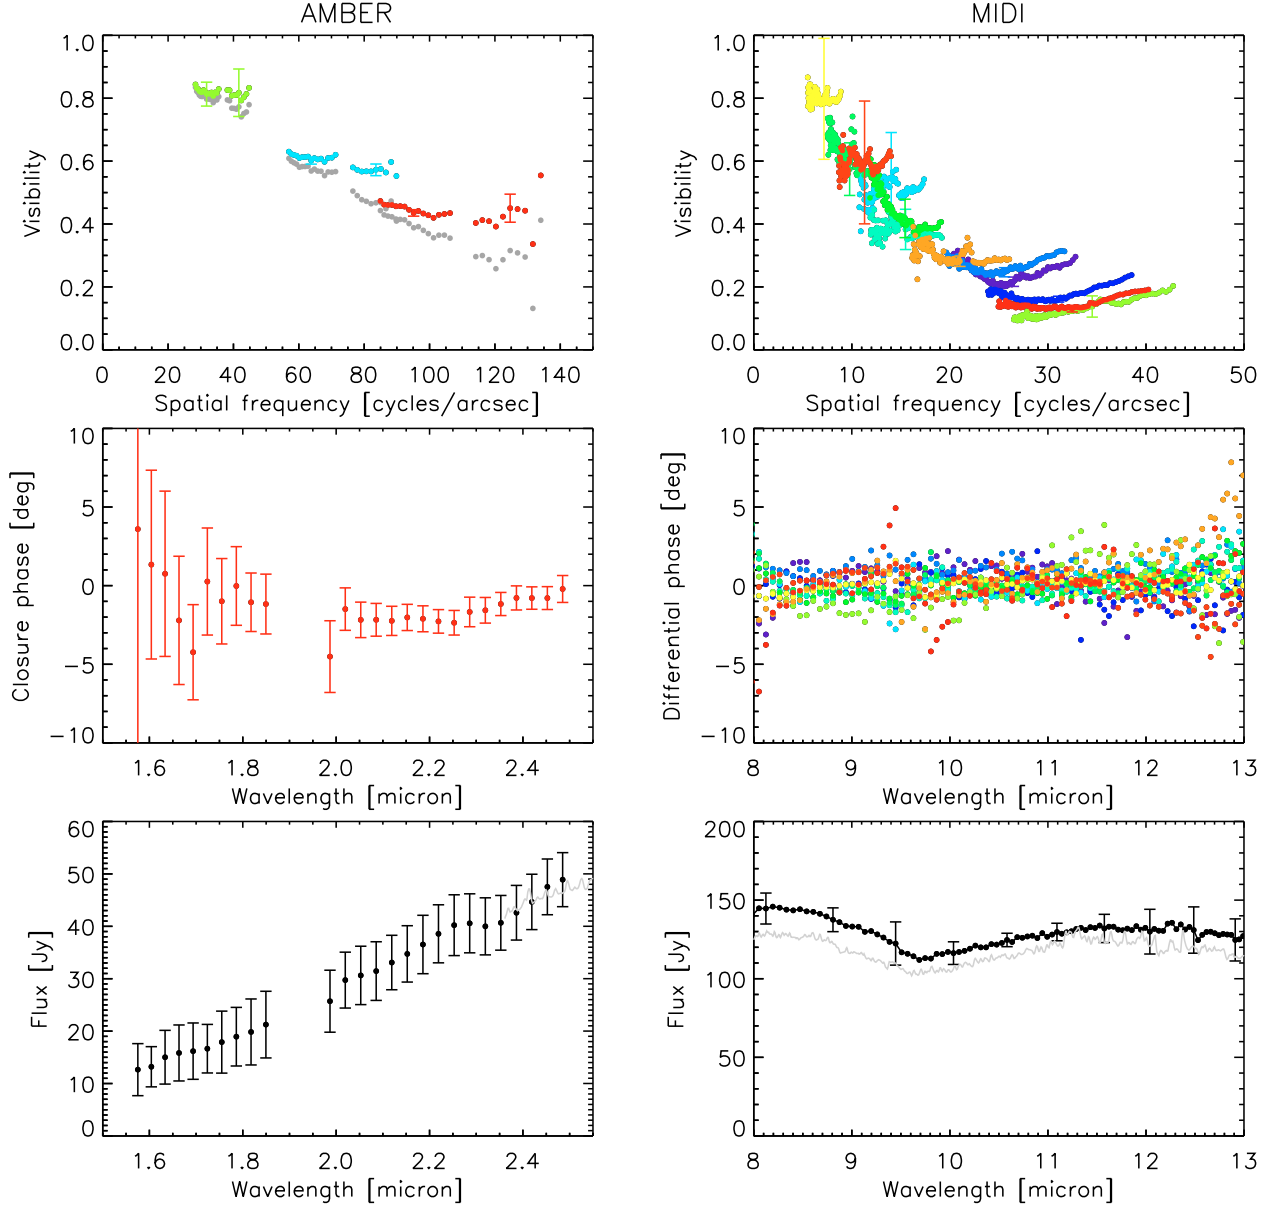 AMBER
MIDI
Visibility
1.0
0.8
0.6
0.4
0.2
0.0
0 20 40 60 80 100 120 140
Spatial frequency [cycles/arcsec]
Visibility
1.0
0.8
0.6
0.4
0.2
0.0
0 10 20 30 40 50
Spatial frequency [cycles/arcsec]
Closure phase [deg]
10
5
0
−5
−10
1.6 1.8 2.0 2.2 2.4
Wavelength [micron]
Differential phase [deg]
10
5
0
−5
−10
8 9 10 11 12 13
Wavelength [micron]
Flux [Jy]
60
50
40
30
20
10
0
1.6 1.8 2.0 2.2 2.4
Wavelength [micron]
Flux [Jy]
200
150
100
50
0
8 9 10 11 12 13
Wavelength [micron]